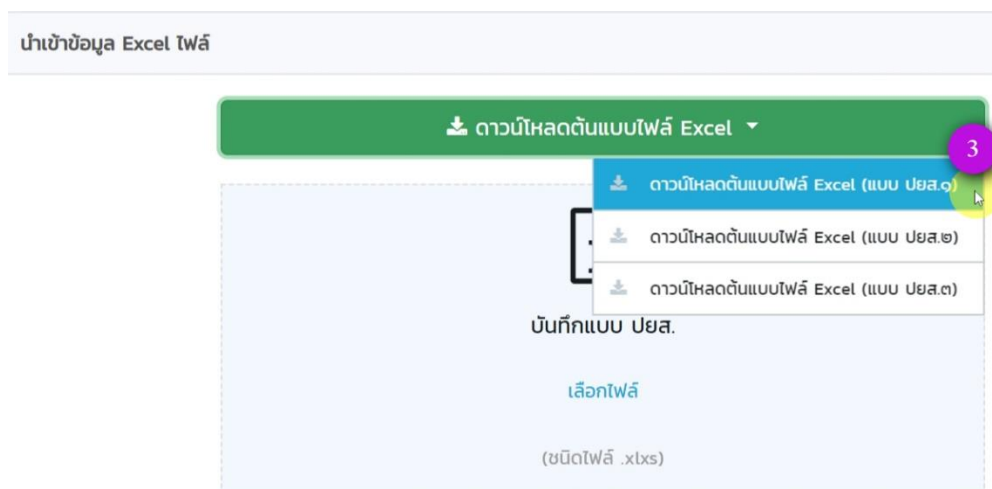 นำเข้าข้อมูล Excel ไฟล์
ดาวน์โหลดต้นแบบไฟล์ Excel
3
ดาวน์โหลดต้นแบบไฟล์ Excel (แบบ ปยส.๑)
ดาวน์โหลดต้นแบบไฟล์ Excel (แบบ ปยส.๒)
ดาวน์โหลดต้นแบบไฟล์ Excel (แบบ ปยส.๓)
บันทึกแบบ ปยส.
เลือกไฟล์
(ชนิดไฟล์ .xlxs)